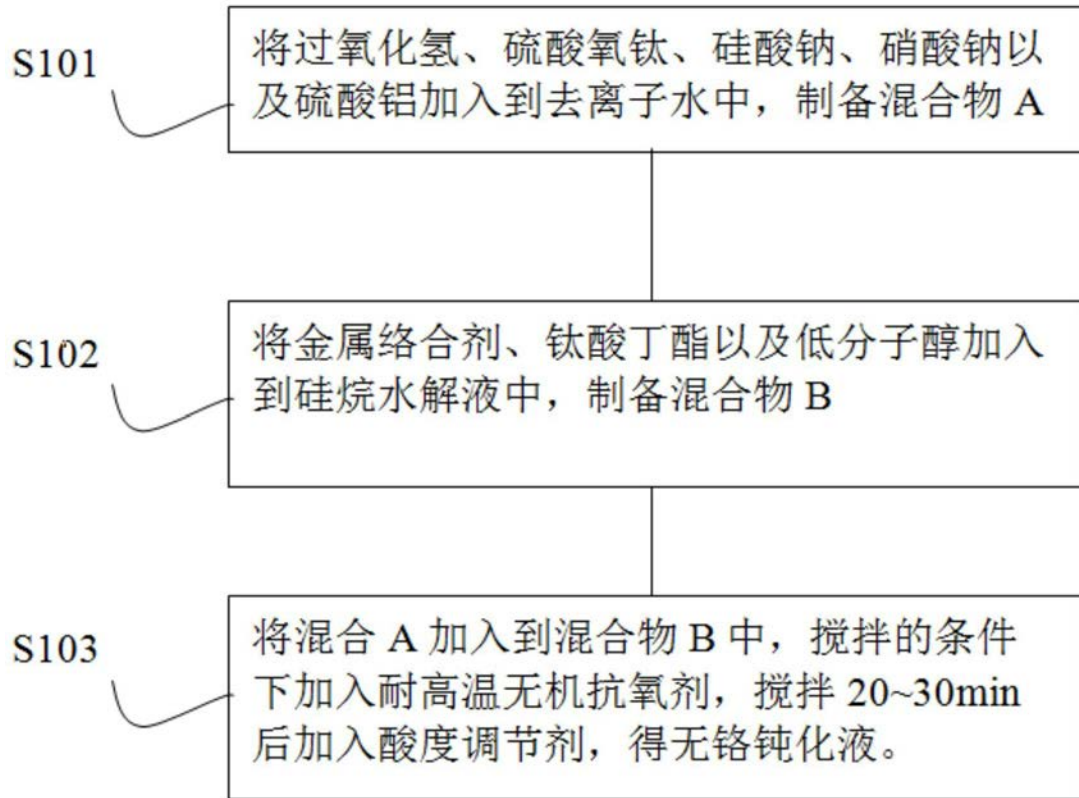 S101
将过氧化氢、硫酸氧钛、硅酸钠、硝酸钠以
及硫酸铝加入到去离子水中，制备混合物 A
S102
将金属络合剂、钛酸丁酯以及低分子醇加入
到硅烷水解液中，制备混合物 B
S103
将混合 A 加入到混合物 B 中，搅拌的条件
下加入耐高温无机抗氧剂，搅拌 20~30min
后加入酸度调节剂，得无铬钝化液。